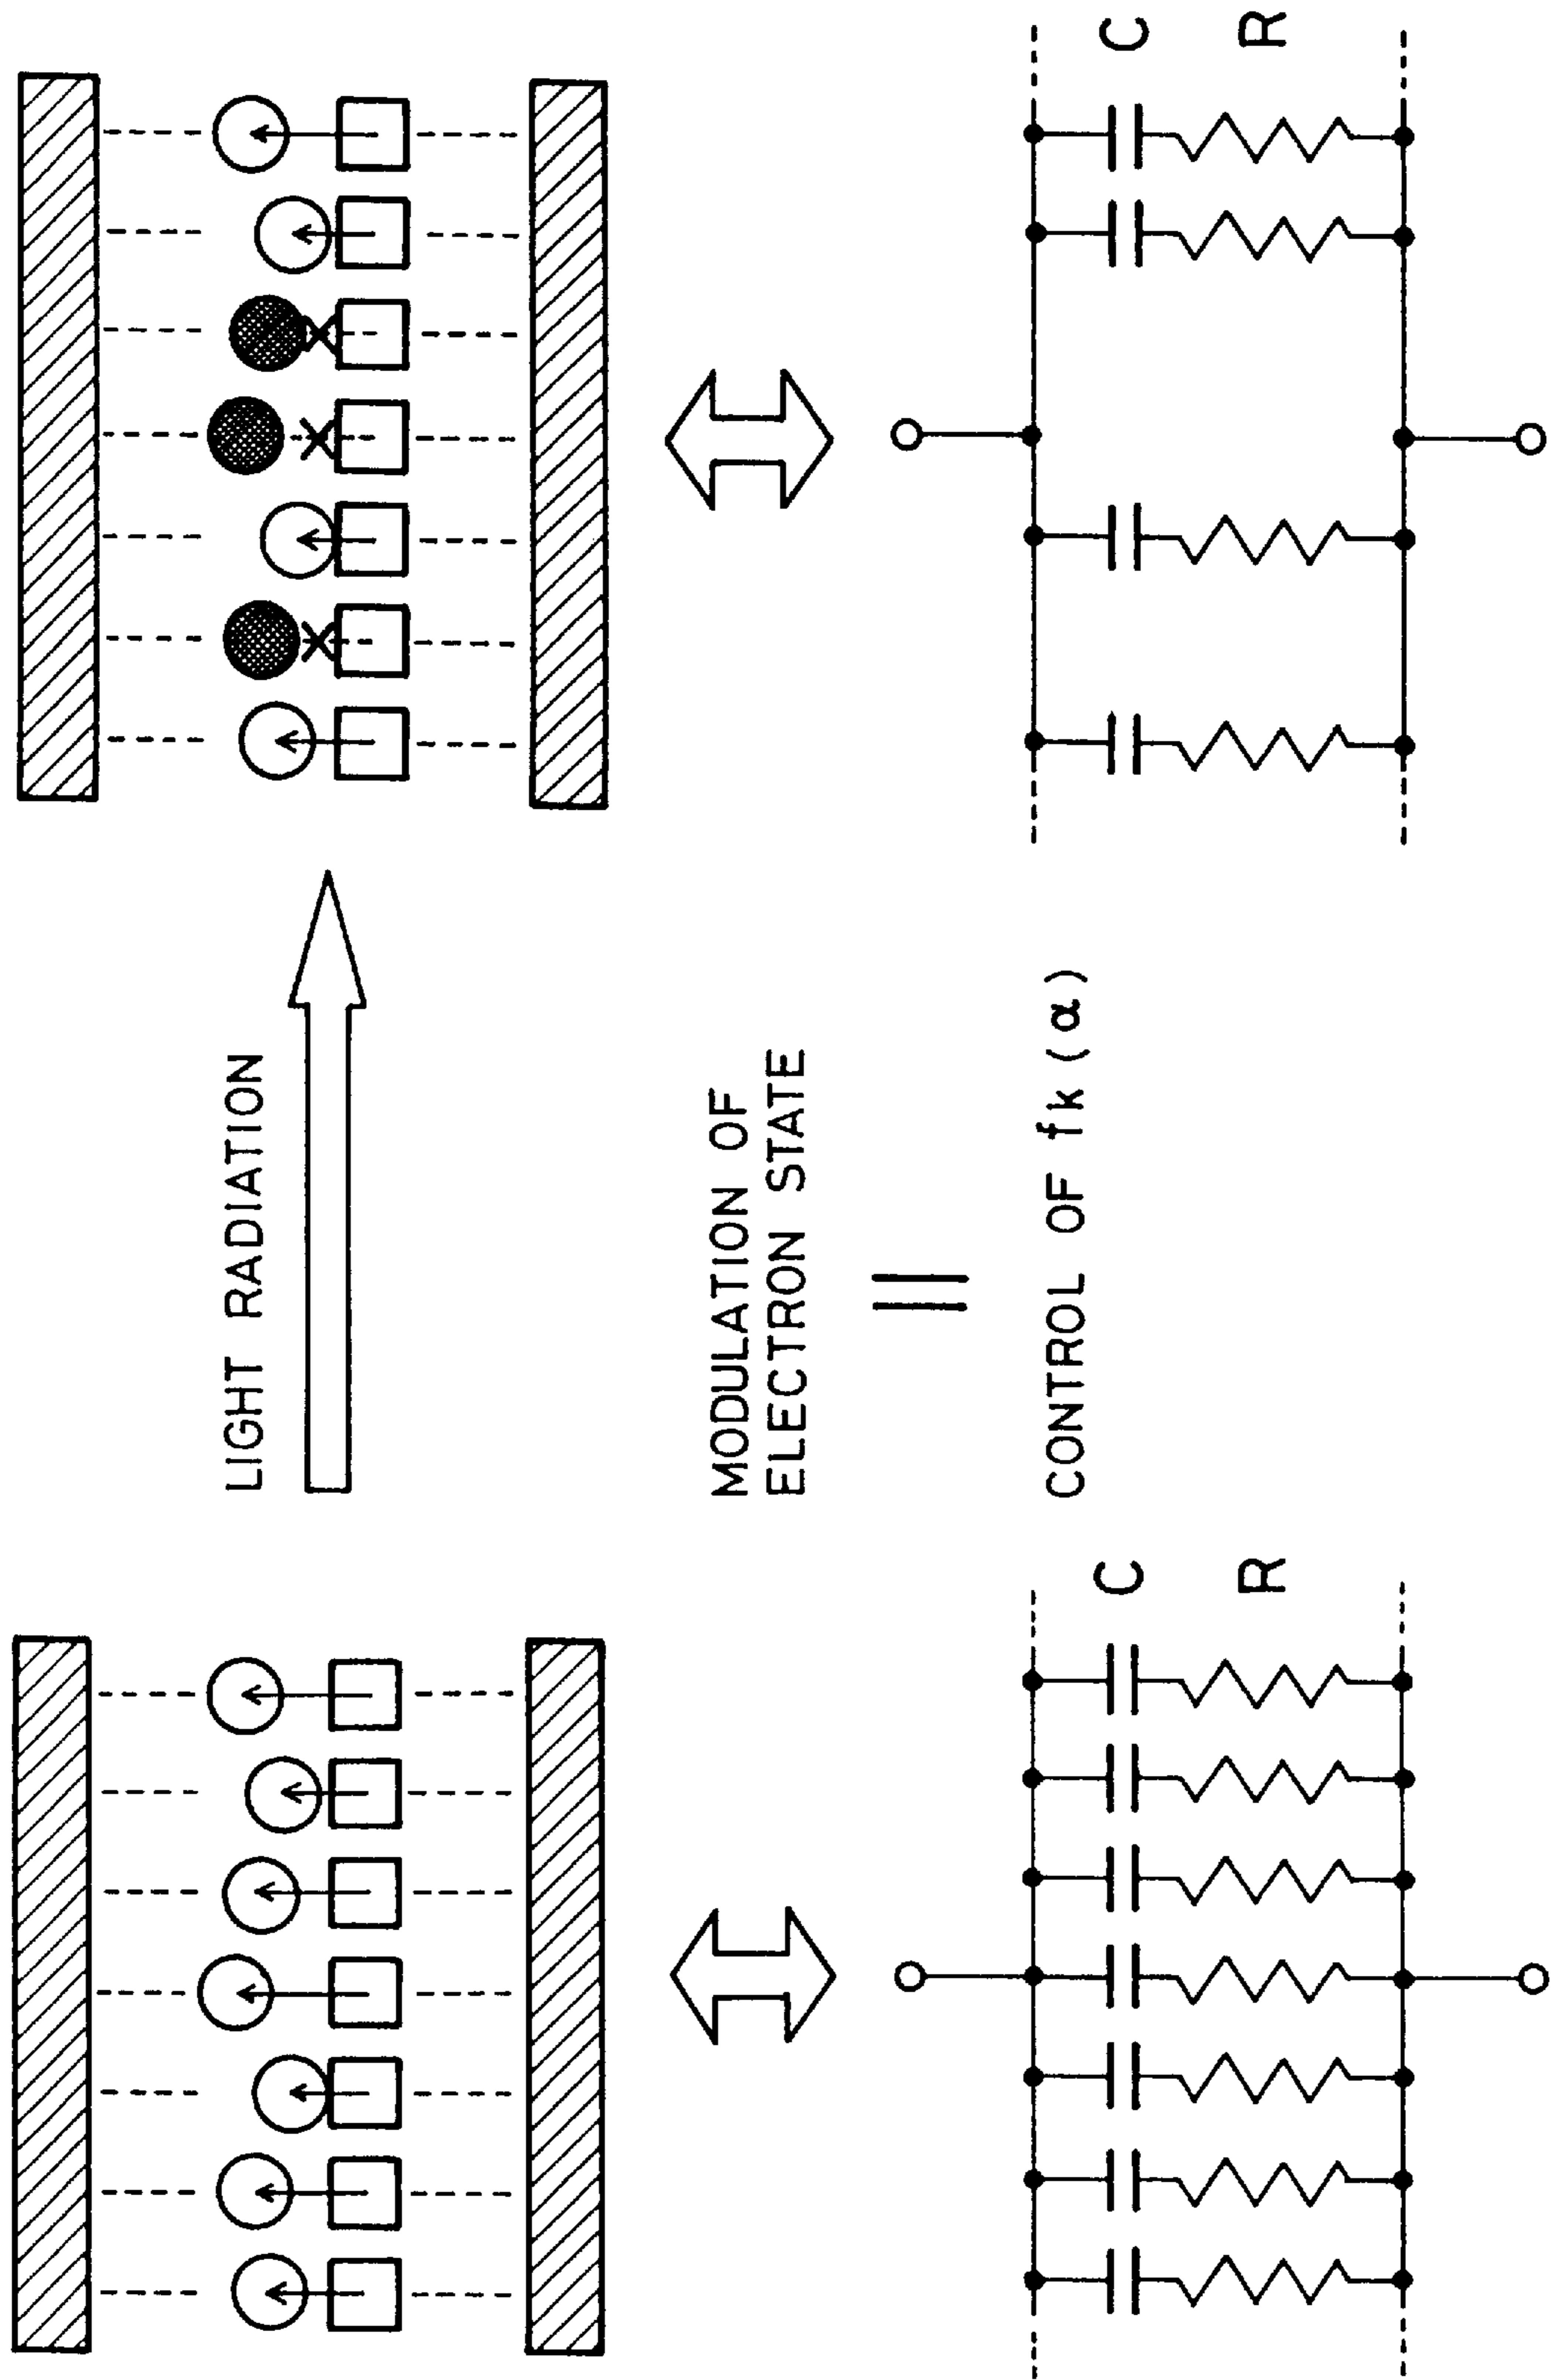 LIGHT RADIATION
MODULATION OF
ELECTRON STATE
CONTROL OF fk(α)
C
R
C
R